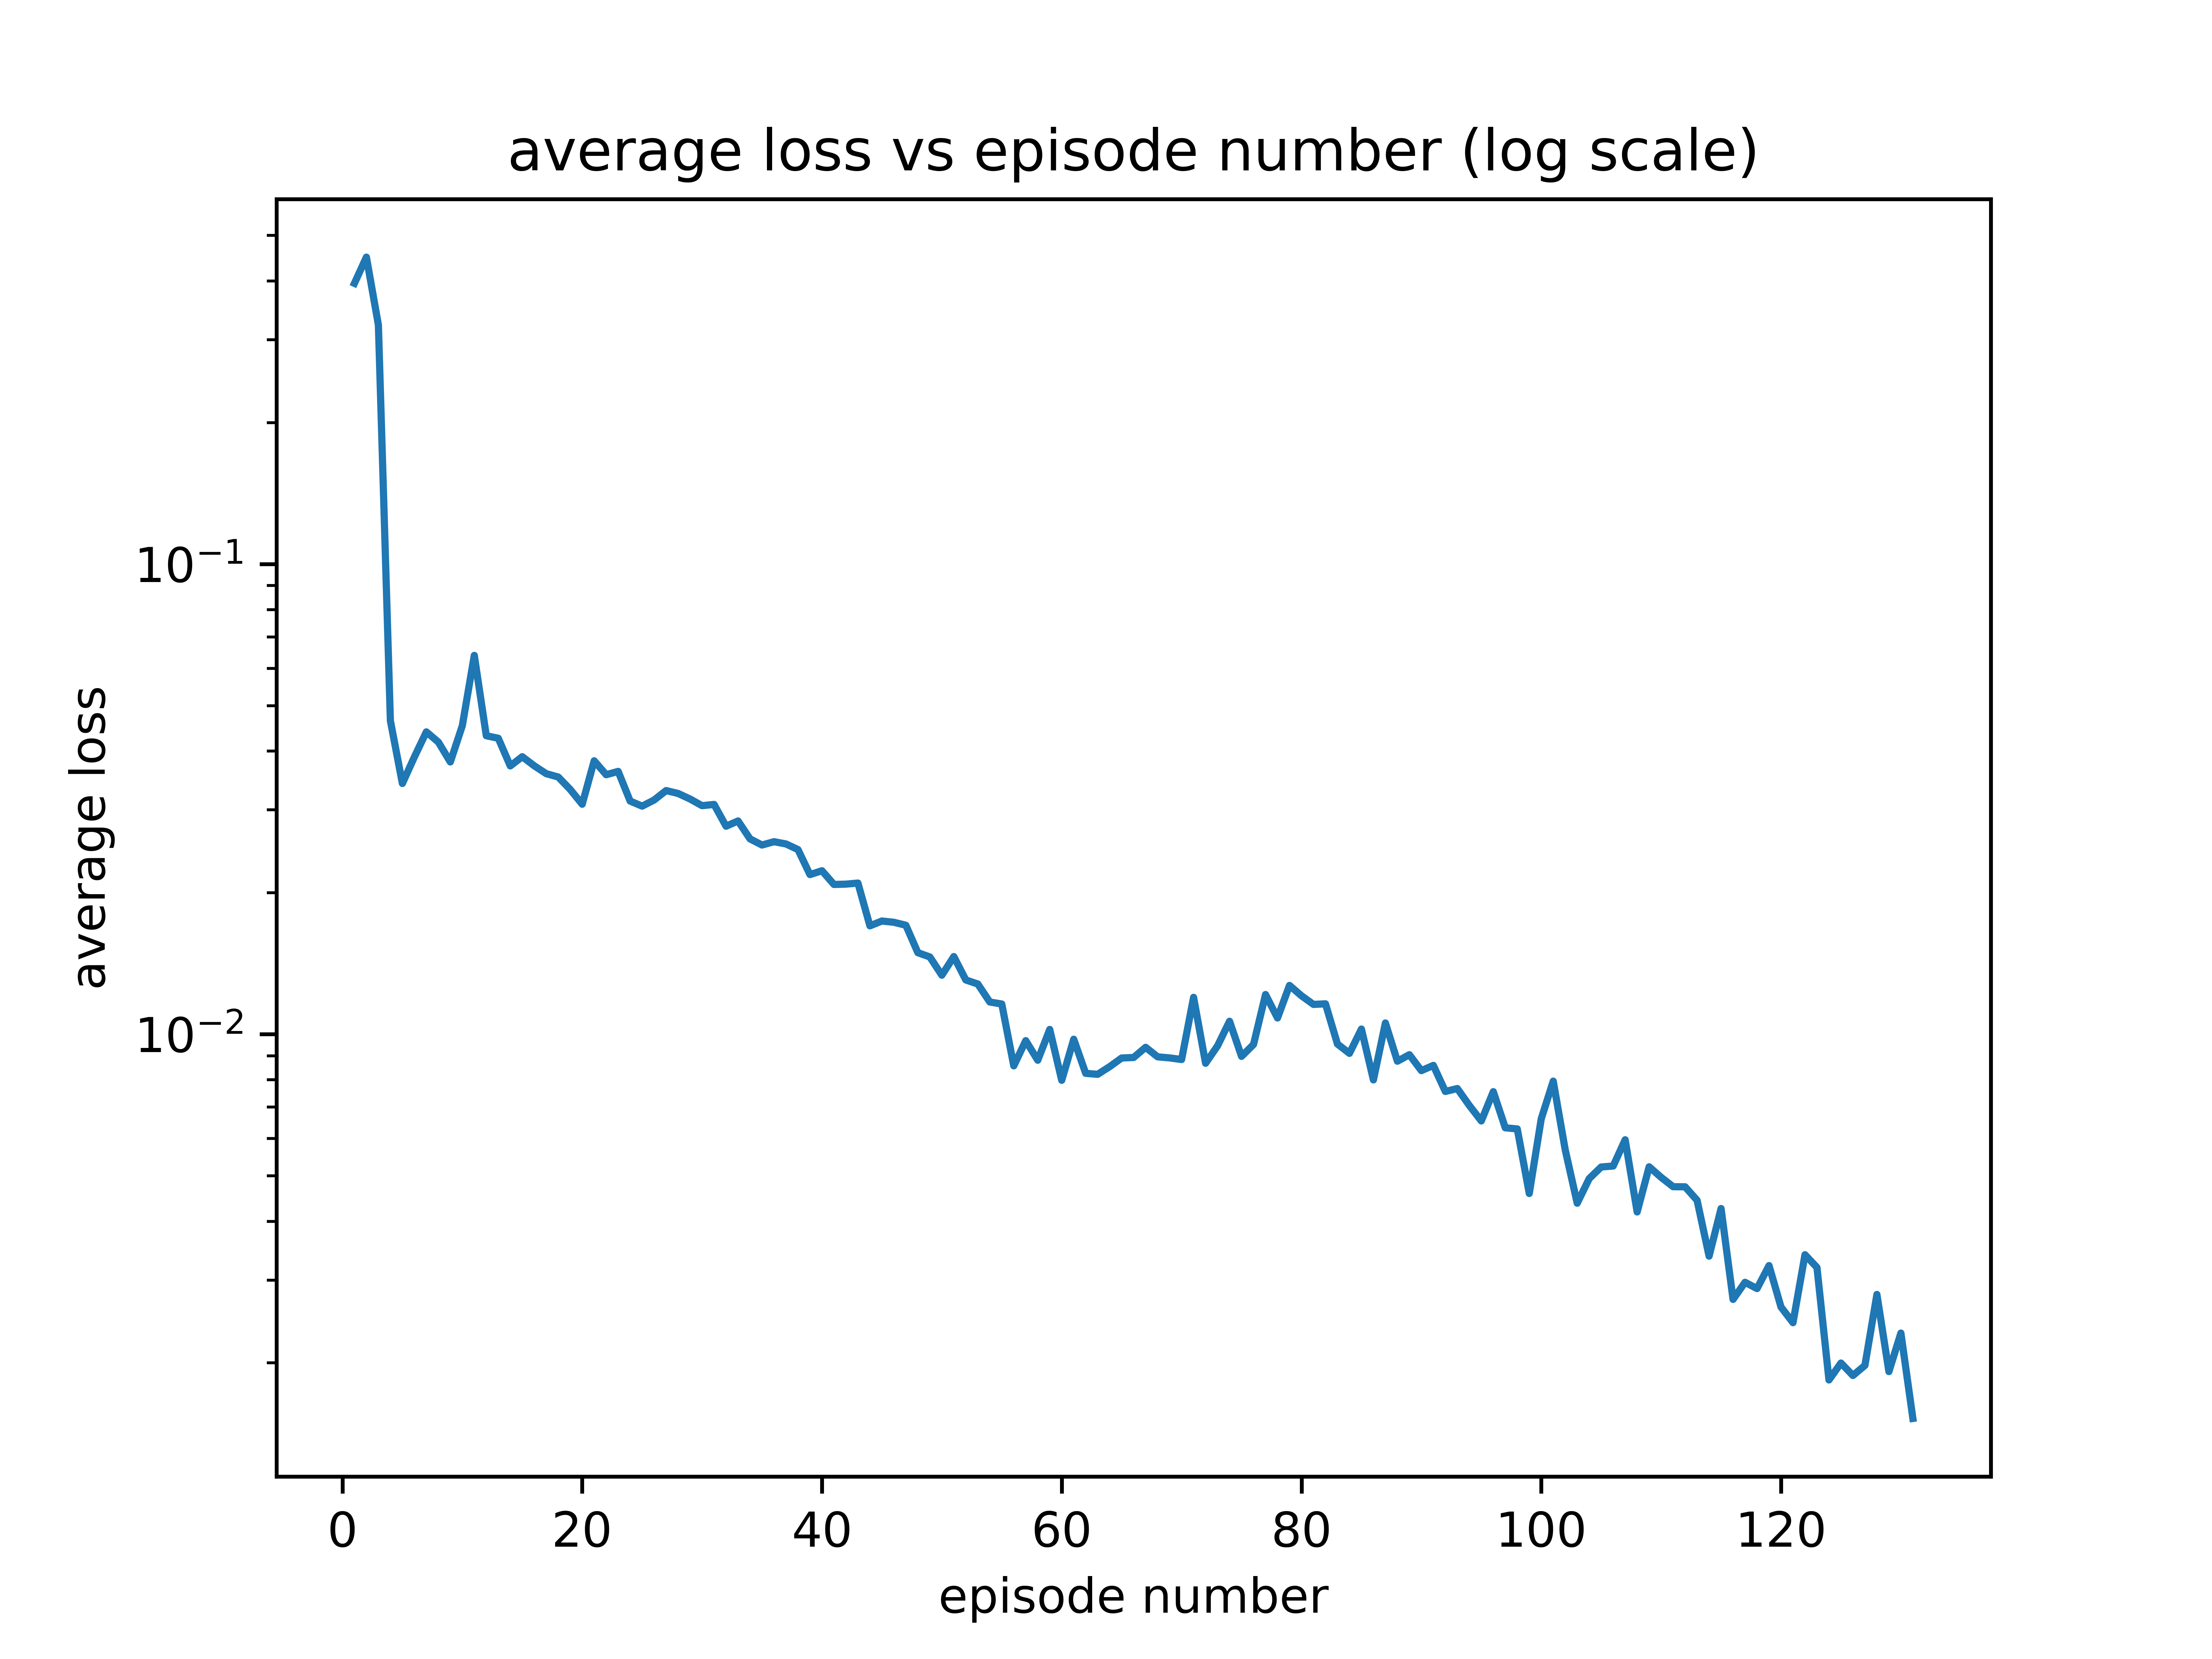 average loss vs episode number (log scale)
average loss
10⁻¹
10⁻²
0 20 40 60 80 100 120
episode number